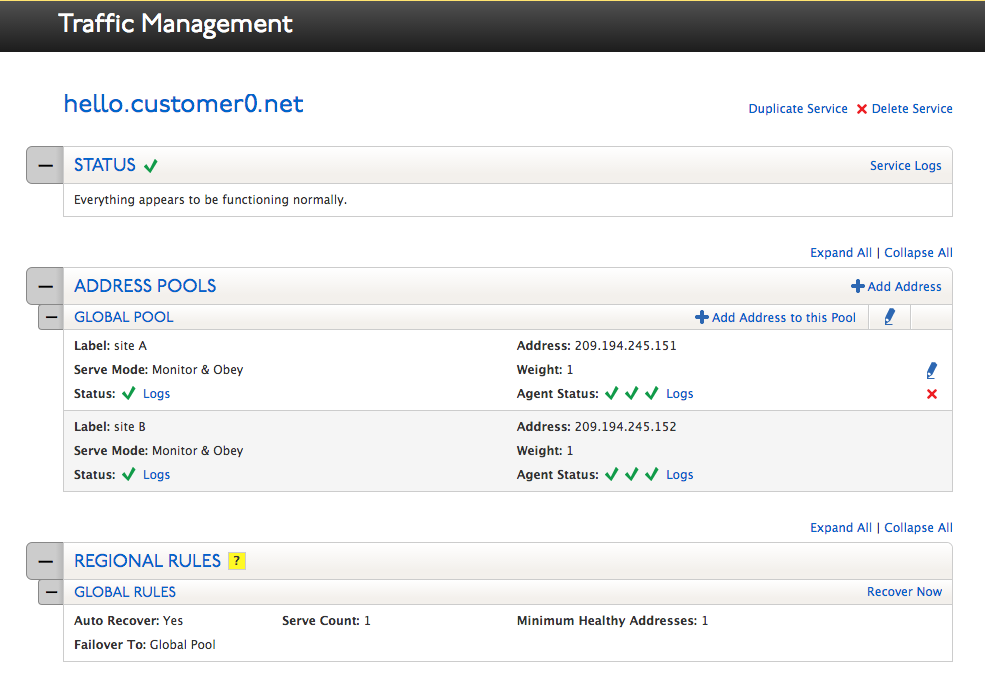 Traffic Management
hello.customer0.net
Duplicate Service Delete Service
STATUS Service Logs
Everything appears to be functioning normally.
Expand All | Collapse All
ADDRESS POOLS Add Address
GLOBAL POOL Add Address to this Pool
Label: site A Address: 209.194.245.151
Serve Mode: Monitor & Obey Weight: 1
Status: Logs Agent Status: Logs
Label: site B Address: 209.194.245.152
Serve Mode: Monitor & Obey Weight: 1
Status: Logs Agent Status: Logs
Expand All | Collapse All
REGIONAL RULES ?
GLOBAL RULES Recover Now
Auto Recover: Yes Serve Count: 1 Minimum Healthy Addresses: 1
Failover To: Global Pool